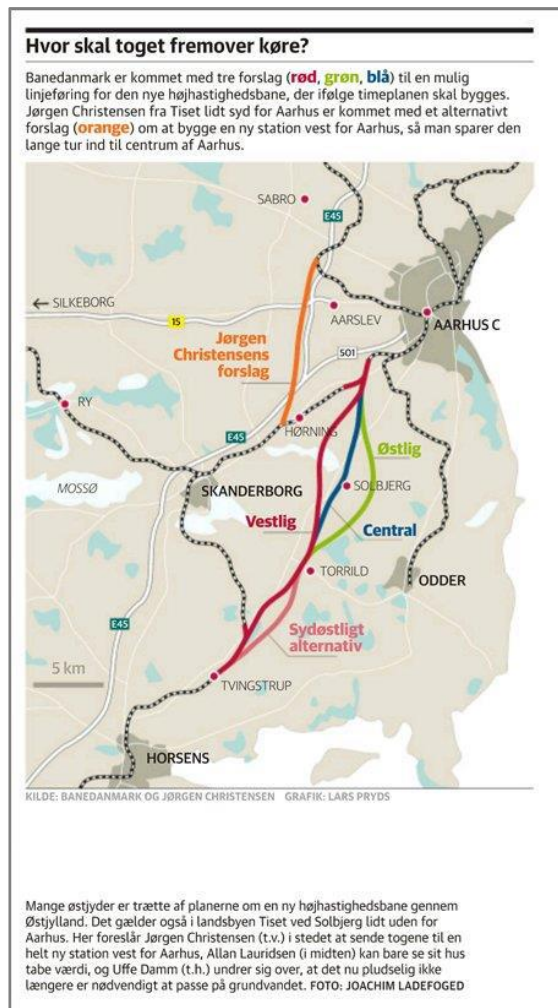 Hvor skal toget fremover køre?
Banedanmark er kommet med tre forslag (rød, grøn, blå) til en mulig
linjeføring for den nye højhastighedsbane, der ifølge timeplanen skal bygges.
Jørgen Christensen fra Tiset lidt syd for Aarhus er kommet med et alternativt
forslag (orange) om at bygge en ny station vest for Aarhus, så man sparer den
lange tur ind til centrum af Aarhus.
SABRO
E45
← SILKEBORG
15
AARSLEV
AARHUS C
Jørgen
Christensens
forslag
501
RY
E45
HØRNING
Østlig
MOSSØ
SKANDERBORG
SOLBJERG
Vestlig
Central
TORRILD
ODDER
E45
Sydøstligt
alternativ
5 km
TVINGSTRUP
HORSENS
KILDE: BANEDANMARK OG JØRGEN CHRISTENSEN GRAFIK: LARS PRYDS
Mange østjyder er trætte af planerne om en ny højhastighedsbane gennem
Østjylland. Det gælder også i landsbyen Tiset ved Solbjerg lidt uden for
Aarhus. Her foreslår Jørgen Christensen (t.v.) i stedet at sende togene til en
helt ny station vest for Aarhus, Allan Lauridsen (i midten) kan bare se sit hus
tabe værdi, og Uffe Damm (t.h.) undrer sig over, at det nu pludselig ikke
længere er nødvendigt at passe på grundvandet. FOTO: JOACHIM LADEFOGED